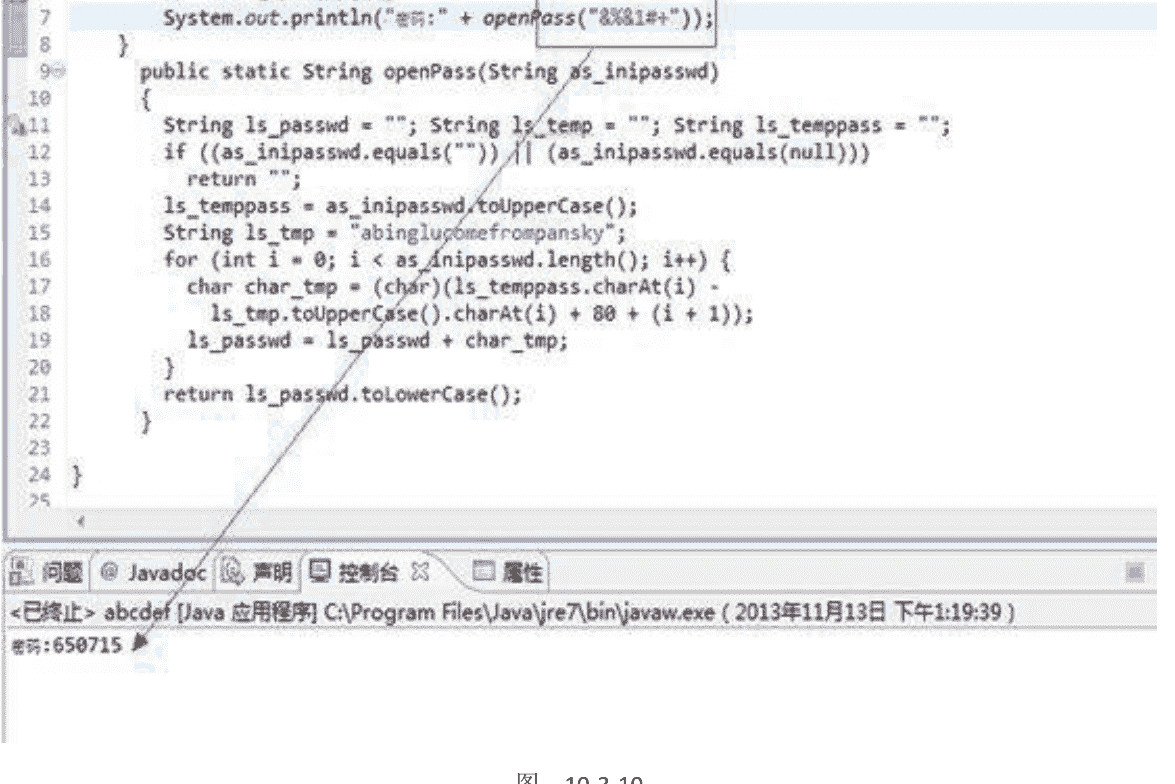 7 System.out.println("密码:" + openPass("&%&1#+"));
8 }
9 public static String openPass(String as_inipasswd)
10 {
11 String ls_passwd = ""; String ls_temp = ""; String ls_temppass = "";
12 if ((as_inipasswd.equals("")) || (as_inipasswd.equals(null)))
13 return "";
14 ls_temppass = as_inipasswd.toUpperCase();
15 String ls_tmp = "abinglucomefrompansky";
16 for (int i = 0; i < as_inipasswd.length(); i++) {
17 char char_tmp = (char)(ls_temppass.charAt(i) -
18 ls_tmp.toUpperCase().charAt(i) + 80 + (i + 1));
19 ls_passwd = ls_passwd + char_tmp;
20 }
21 return ls_passwd.toLowerCase();
22 }
23
24 }
25
问题 @ Javadoc 声明 控制台 属性
<已终止> abcdef [Java 应用程序] C:\Program Files\Java\jre7\bin\javaw.exe ( 2013年11月13日 下午1:19:39 )
密码:650715
图 10-2-10